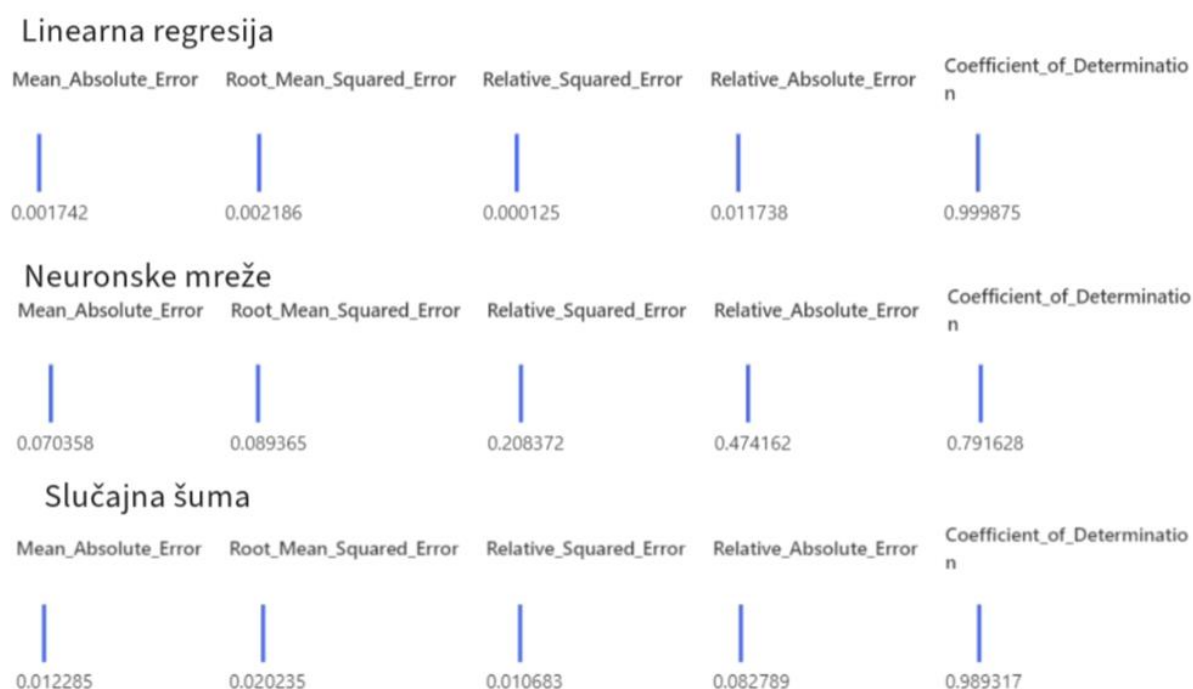 Linearna regresija
Mean_Absolute_Error Root_Mean_Squared_Error Relative_Squared_Error Relative_Absolute_Error Coefficient_of_Determinatio
n
0.001742 0.002186 0.000125 0.011738 0.999875
Neuronske mreže
Mean_Absolute_Error Root_Mean_Squared_Error Relative_Squared_Error Relative_Absolute_Error Coefficient_of_Determinatio
n
0.070358 0.089365 0.208372 0.474162 0.791628
Slučajna šuma
Mean_Absolute_Error Root_Mean_Squared_Error Relative_Squared_Error Relative_Absolute_Error Coefficient_of_Determinatio
n
0.012285 0.020235 0.010683 0.082789 0.989317